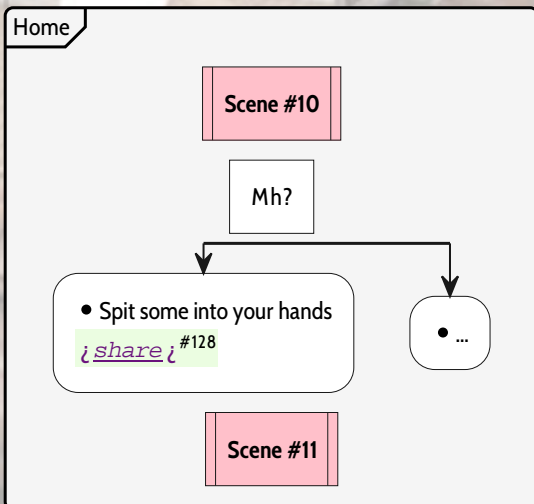 Home
Scene #10
Mh?
• Spit some into your hands
¿share¿#128
• ...
Scene #11